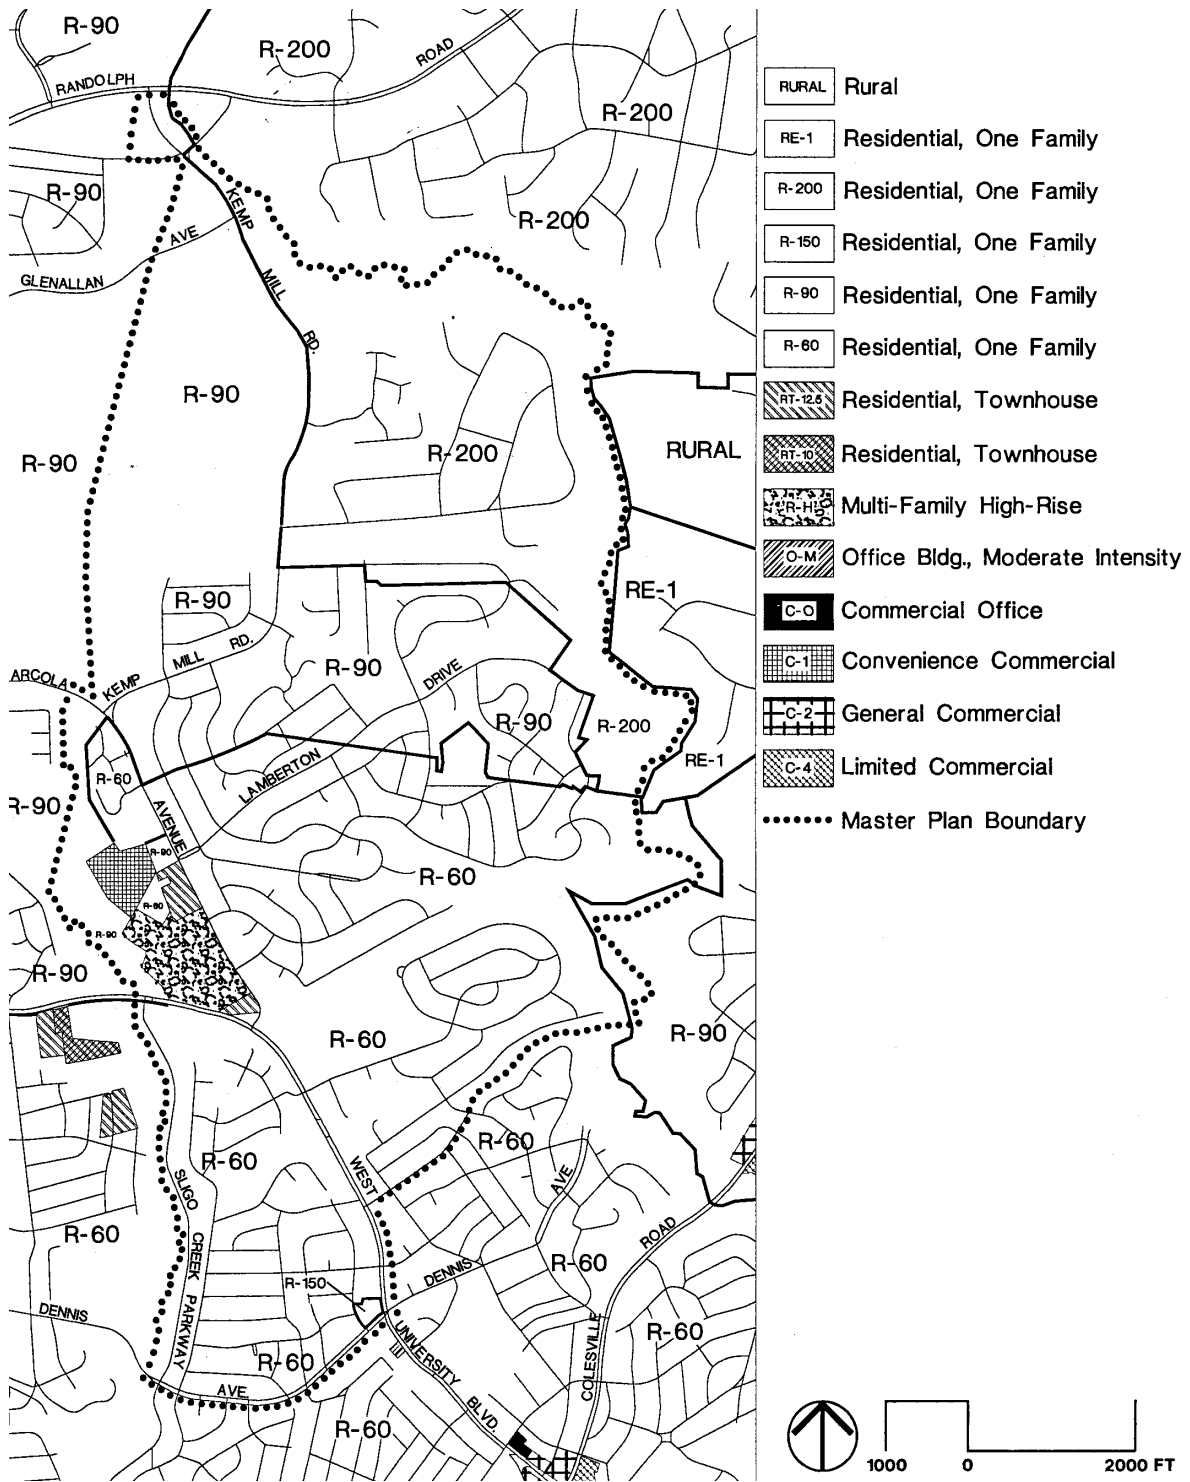 R-90
R-200
ROAD
RANDOLPH
R-200
R-90
KEMP
R-200
AVE
GLENALLAN
MILL
RD.
R-90
R-200
R-90
RURAL
RE-1
R-90
MILL RD.
R-90
DRIVE
ARCOLA
KEMP
R-90
R-200
RE-1
R-60
LAMBERTON
R-90
AVENUE
R-90
R-60
R-60
R-90
R-90
R-60
R-90
R-60
R-60
WEST
SLIGO
AVE
R-60
CREEK
ROAD
R-60
DENNIS
R-150
PARKWAY
DENNIS
UNIVERSITY
R-60
R-60
COLESVILLE
AVE.
BLVD.
R-60
RURAL Rural
RE-1 Residential, One Family
R-200 Residential, One Family
R-150 Residential, One Family
R-90 Residential, One Family
R-60 Residential, One Family
RT-12.5 Residential, Townhouse
RT-10 Residential, Townhouse
R-H Multi-Family High-Rise
O-M Office Bldg., Moderate Intensity
C-O Commercial Office
C-1 Convenience Commercial
C-2 General Commercial
C-4 Limited Commercial
Master Plan Boundary
1000 0 2000 FT